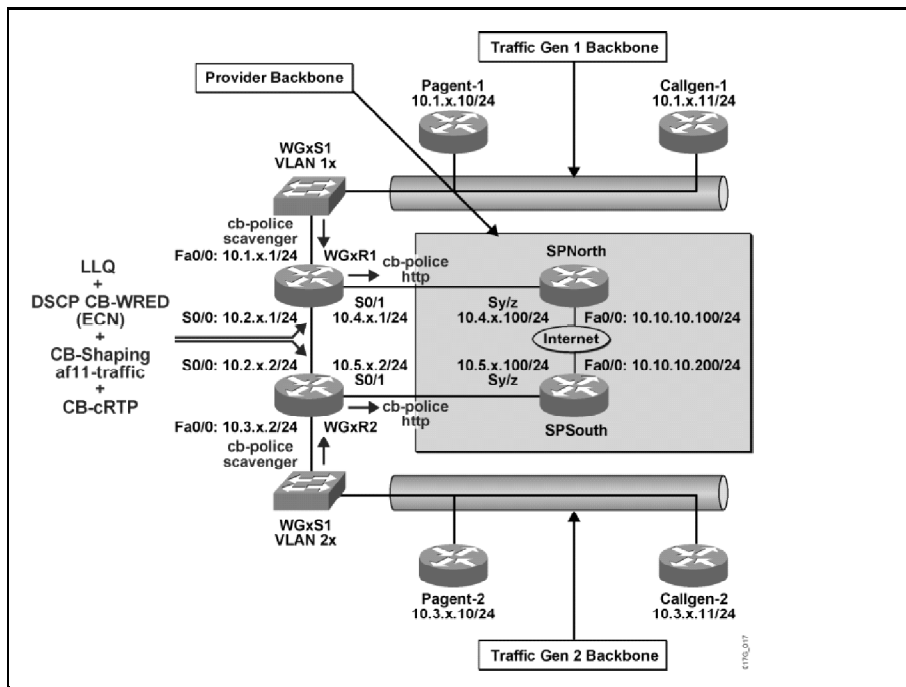 Traffic Gen 1 Backbone
Provider Backbone
Pagent-1
10.1.x.10/24
Callgen-1
10.1.x.11/24
WGxS1
VLAN 1x
cb-police
scavenger
Fa0/0: 10.1.x.1/24
WGxR1
cb-police
http
SPNorth
LLQ
+
DSCP CB-WRED
(ECN)
+
CB-Shaping
af11-traffic
+
CB-cRTP
S0/0: 10.2.x.1/24
S0/1
10.4.x.1/24
Sy/z
10.4.x.100/24
Fa0/0: 10.10.10.100/24
Internet
S0/0: 10.2.x.2/24
10.5.x.2/24
S0/1
10.5.x.100/24
Sy/z
Fa0/0: 10.10.10.200/24
cb-police
http
Fa0/0: 10.3.x.2/24
WGxR2
cb-police
scavenger
SPSouth
WGxS1
VLAN 2x
Pagent-2
10.3.x.10/24
Callgen-2
10.3.x.11/24
Traffic Gen 2 Backbone